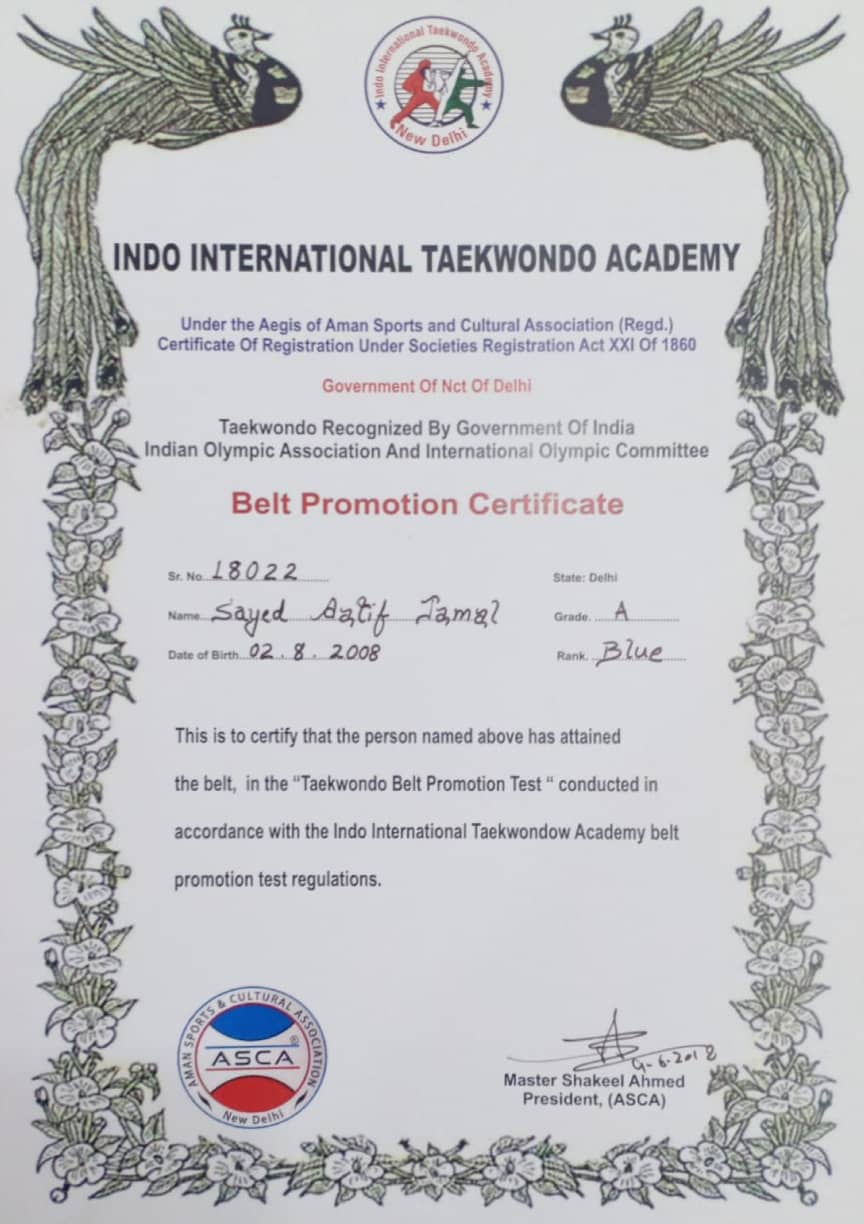 Indo International Taekwondo Academy
New Delhi
INDO INTERNATIONAL TAEKWONDO ACADEMY
Under the Aegis of Aman Sports and Cultural Association (Regd.)
Certificate Of Registration Under Societies Registration Act XXI Of 1860
Government Of Nct Of Delhi
Taekwondo Recognized By Government Of India
Indian Olympic Association And International Olympic Committee
Belt Promotion Certificate
Sr. No. 18022 State: Delhi
Name. Sayed Aatif Jamal Grade. A
Date of Birth. 02.8.2008 Rank. Blue
This is to certify that the person named above has attained
the belt, in the “Taekwondo Belt Promotion Test “ conducted in
accordance with the Indo International Taekwondow Academy belt
promotion test regulations.
AMAN SPORTS & CULTURAL ASSOCIATION
ASCA®
New Delhi
9-6-2018
Master Shakeel Ahmed
President, (ASCA)